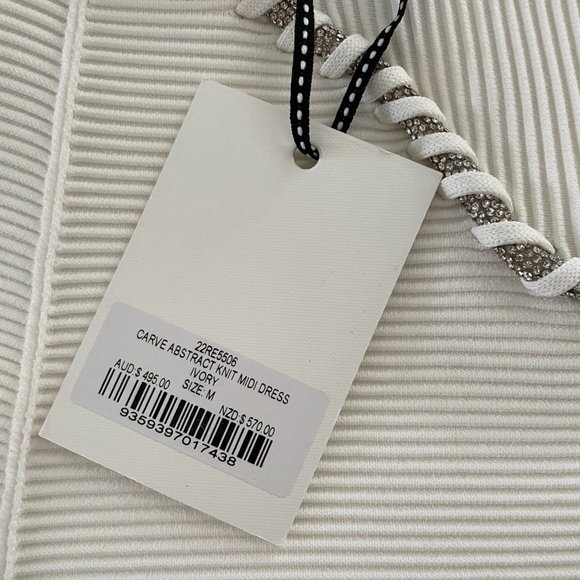 22RE5506
CARVE ABSTRACT KNIT MIDI DRESS
IVORY
AUD $ 495.00 SIZE: M NZD $ 570.00
9359397017438